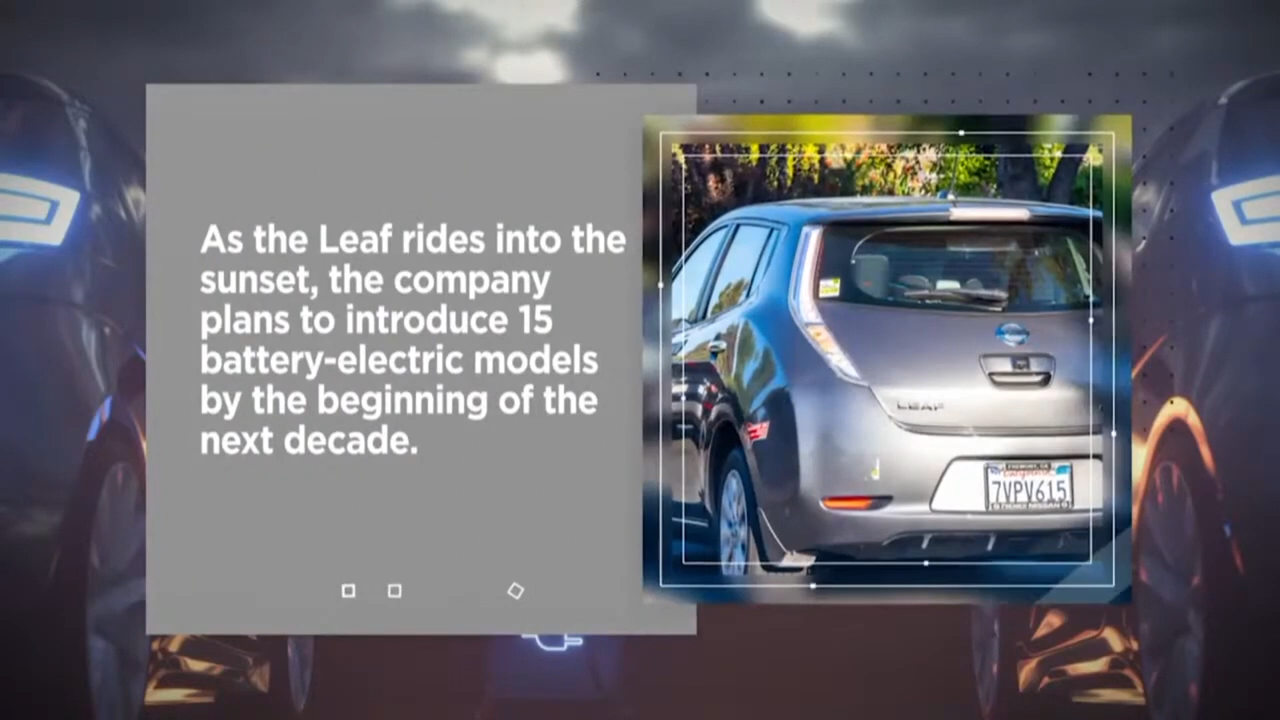 As the Leaf rides into the
sunset, the company
plans to introduce 15
battery-electric models
by the beginning of the
next decade.
LEAF
California
7VPV615